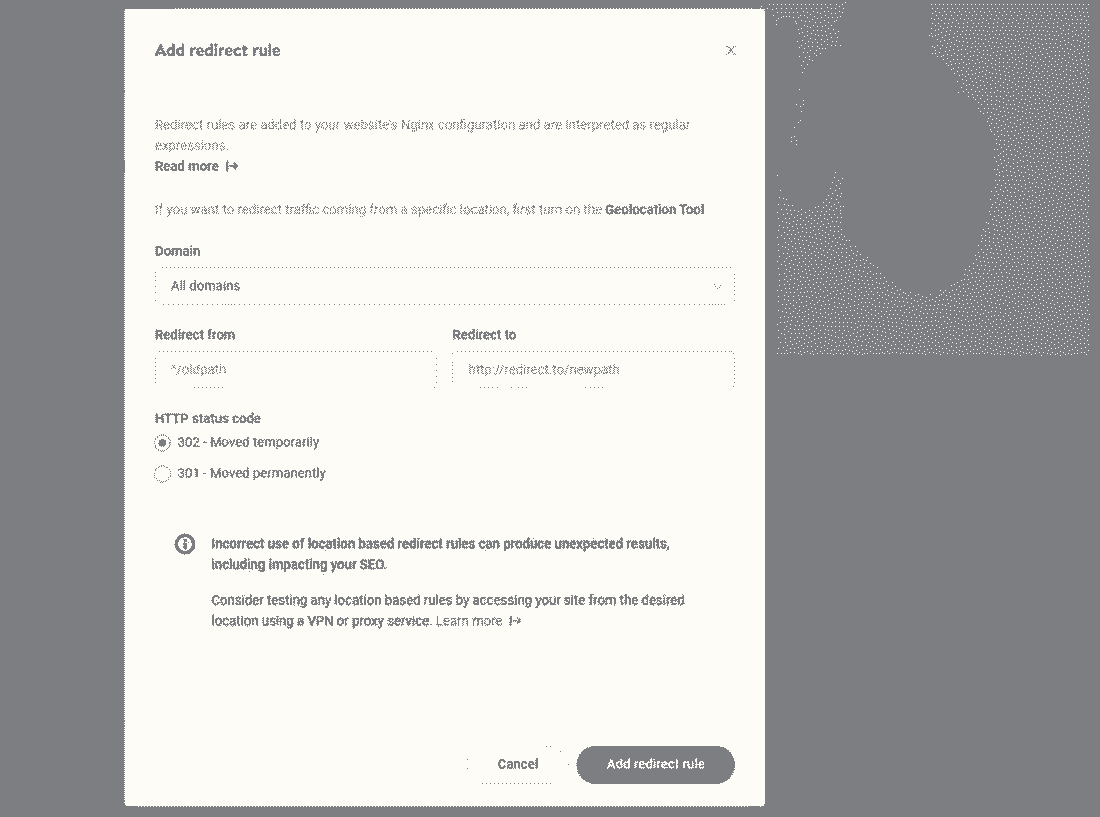 Add redirect rule
Redirect rules are added to your website's Nginx configuration and are interpreted as regular
expressions.
Read more
If you want to redirect traffic coming from a specific location, first turn on the Geolocation Tool
Domain
All domains
Redirect from
Redirect to
^/oldpath
http://redirect.to/newpath
HTTP status code
302 - Moved temporarily
301 - Moved permanently
Incorrect use of location based redirect rules can produce unexpected results,
including impacting your SEO.
Consider testing any location based rules by accessing your site from the desired
location using a VPN or proxy service. Learn more
Cancel
Add redirect rule